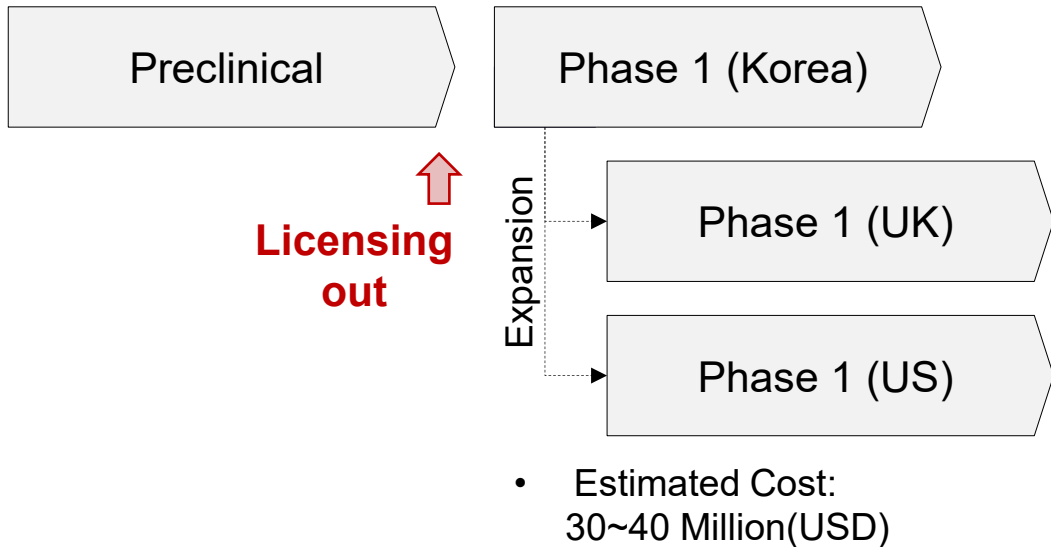 Preclinical
Phase 1 (Korea)
Licensing
out
Expansion
Phase 1 (UK)
Phase 1 (US)
• Estimated Cost:
30~40 Million(USD)